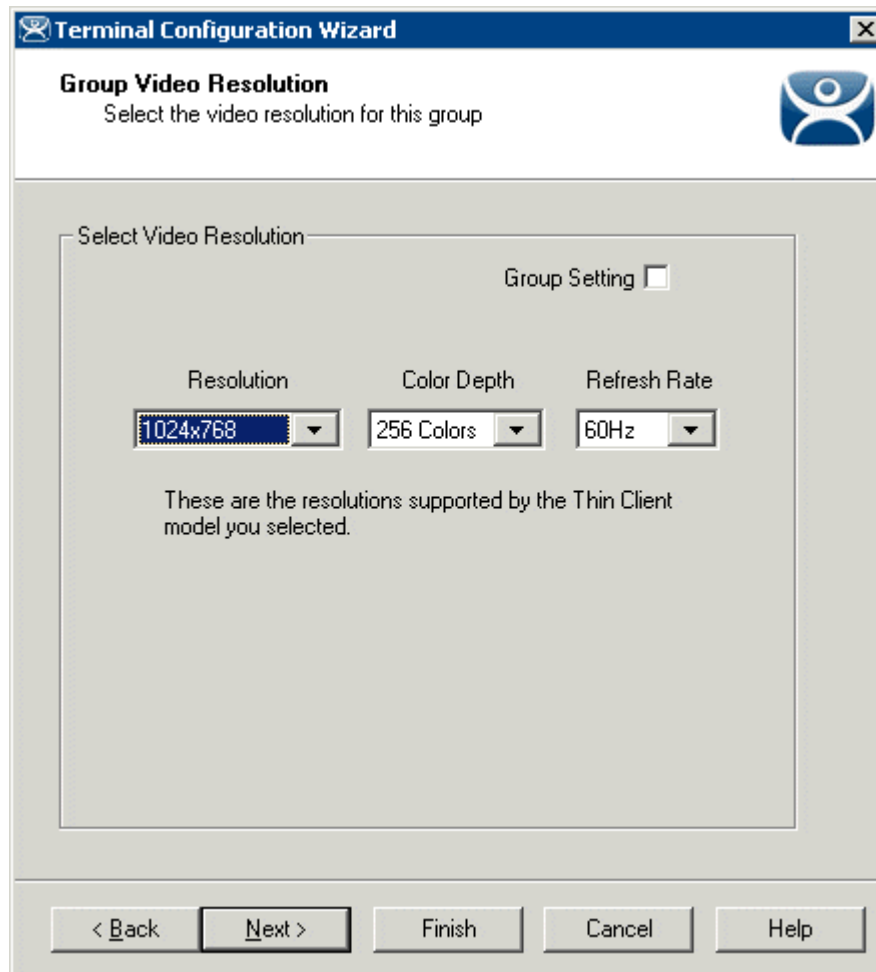 Terminal Configuration Wizard
Group Video Resolution
Select the video resolution for this group
Select Video Resolution
Group Setting
Resolution Color Depth Refresh Rate
1024x768 256 Colors 60Hz
These are the resolutions supported by the Thin Client
model you selected.
< Back Next > Finish Cancel Help